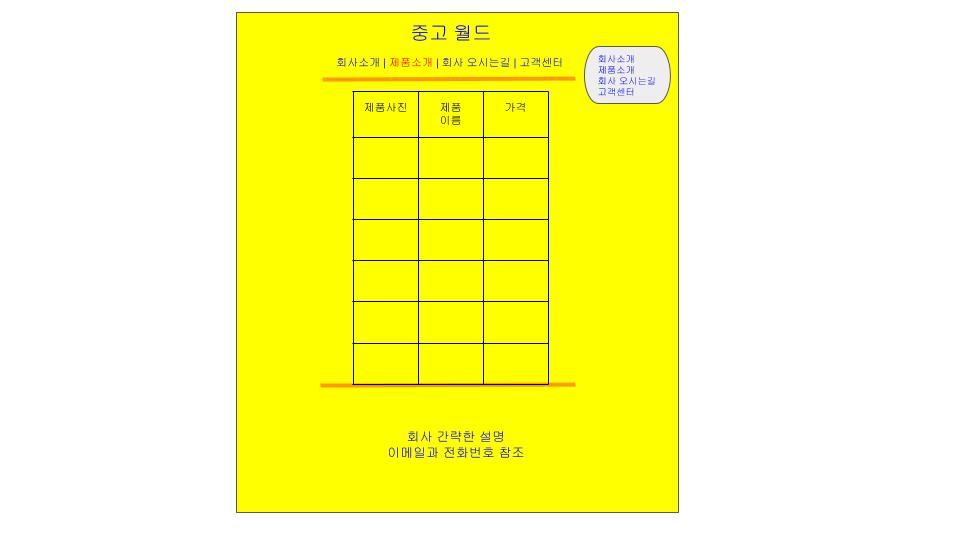 중고 월드
회사소개 | 제품소개 | 회사 오시는길 | 고객센터
회사소개
제품소개
회사 오시는길
고객센터
제품사진 제품 가격
이름
회사 간략한 설명
이메일과 전화번호 참조